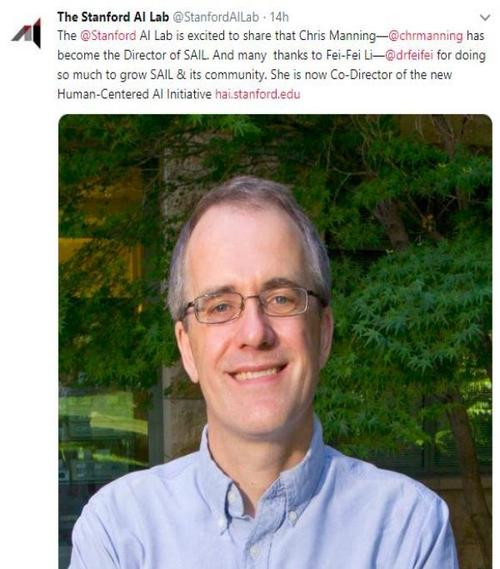 The Stanford AI Lab @StanfordAILab · 14h
The @Stanford AI Lab is excited to share that Chris Manning—@chrmanning has
become the Director of SAIL. And many thanks to Fei-Fei Li—@drfeifei for doing
so much to grow SAIL & its community. She is now Co-Director of the new
Human-Centered AI Initiative hai.stanford.edu